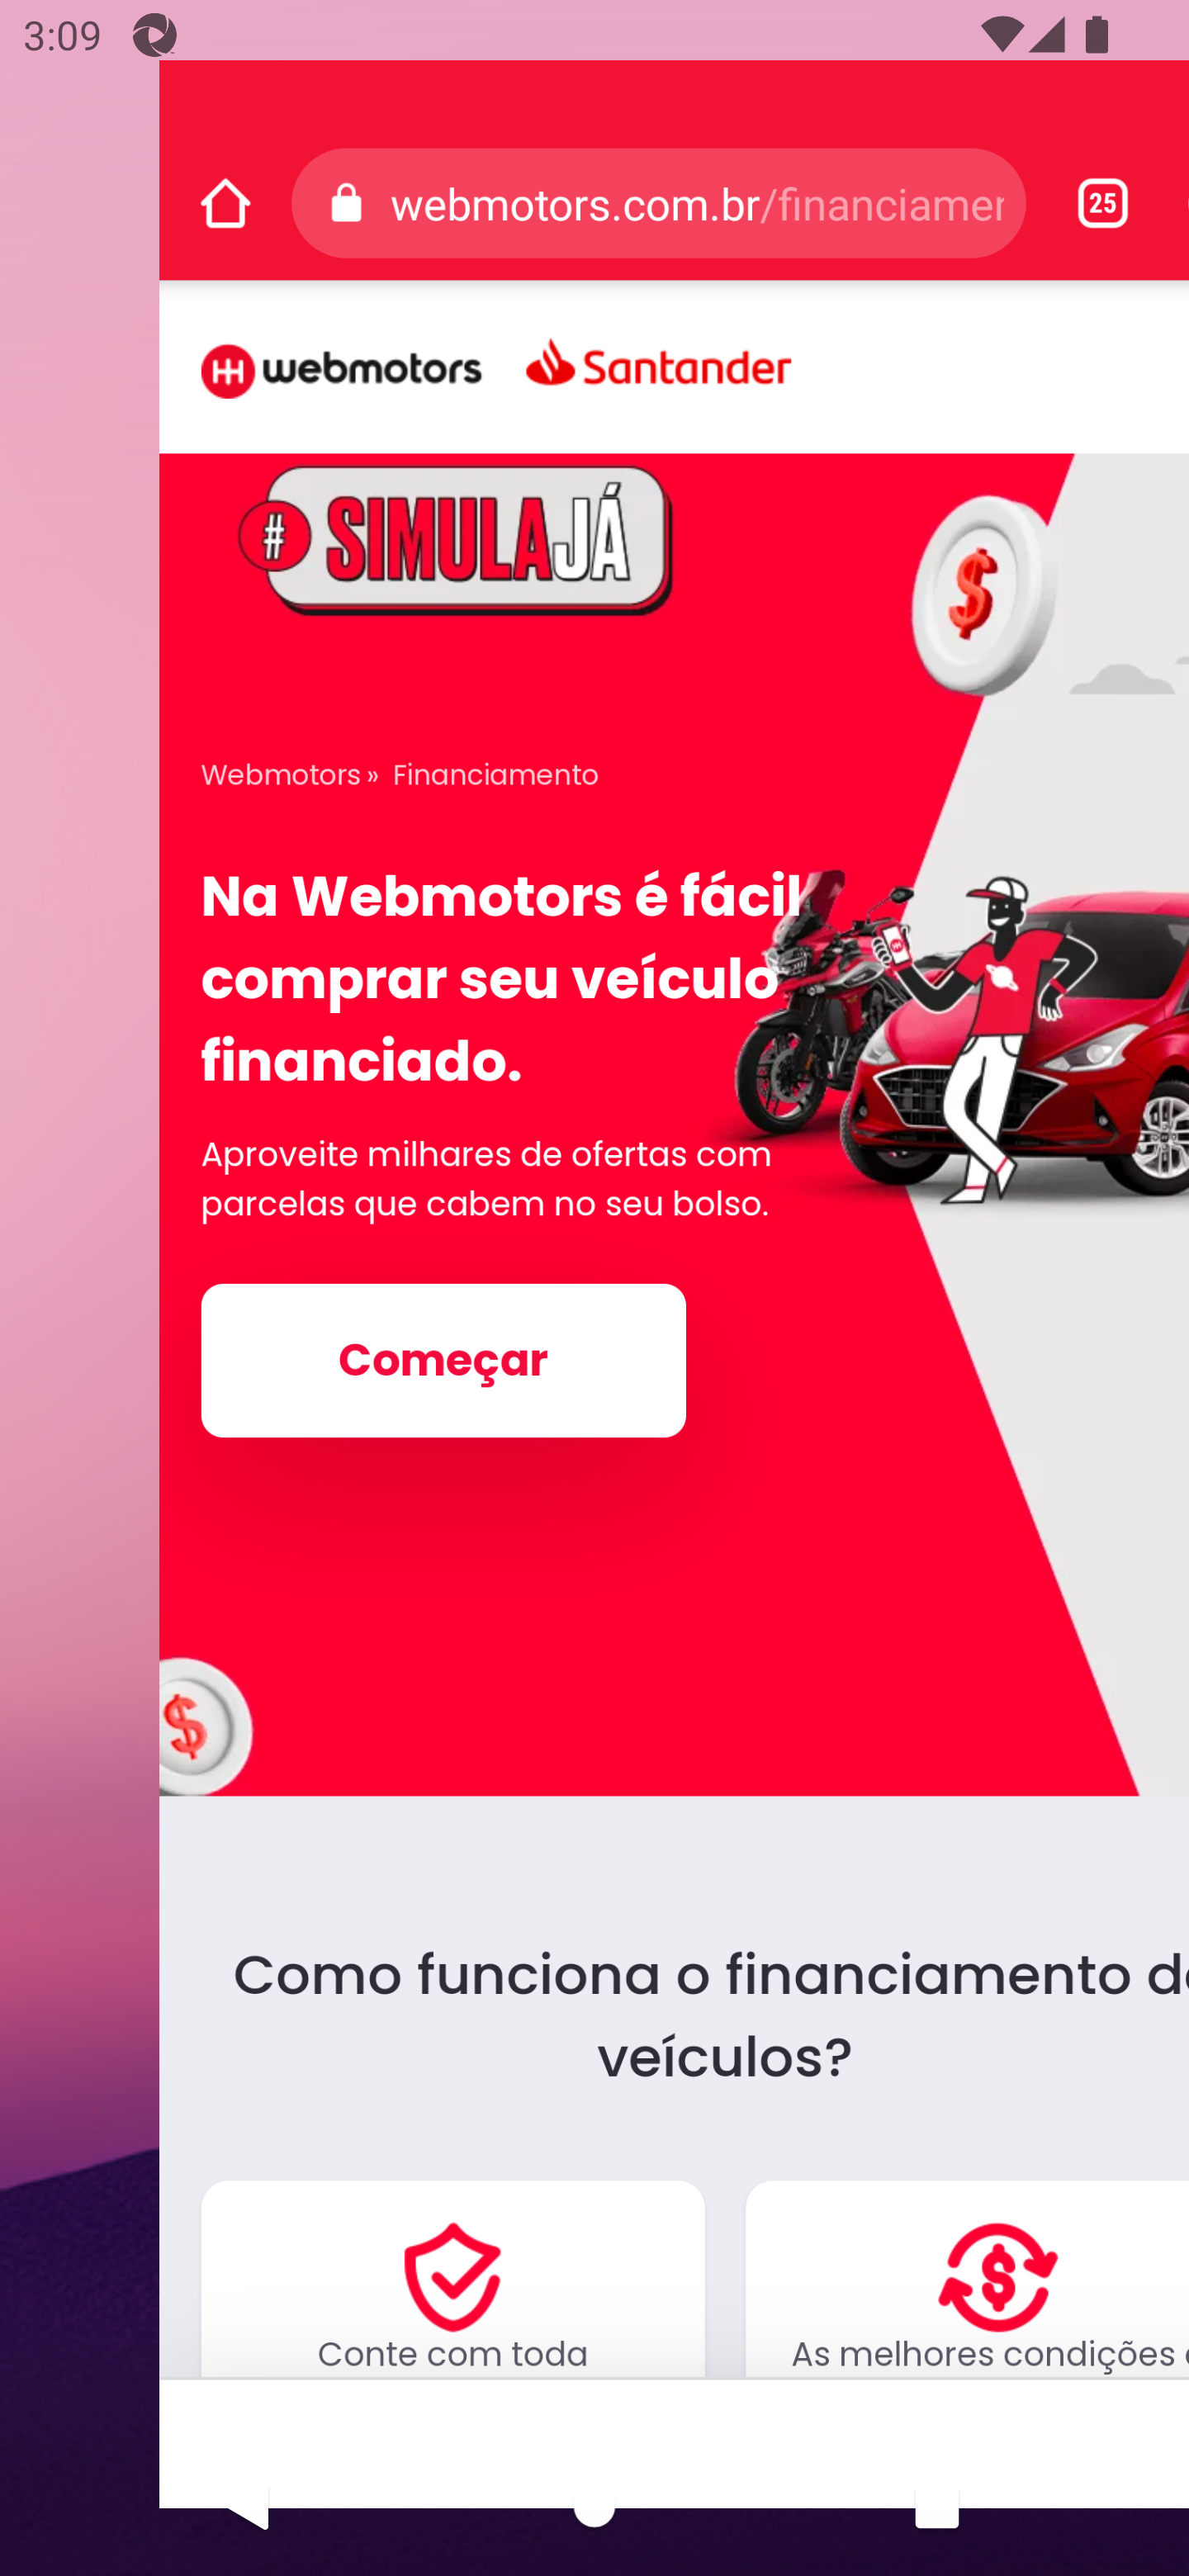 3:09
webmotors.com.br/financiamen
25
webmotors Santander
# SIMULAJÁ
$
Webmotors » Financiamento
Na Webmotors é fácil
comprar seu veículo
financiado.
Aproveite milhares de ofertas com
parcelas que cabem no seu bolso.
Começar
$
Como funciona o financiamento de
veículos?
$
Conte com toda
As melhores condições